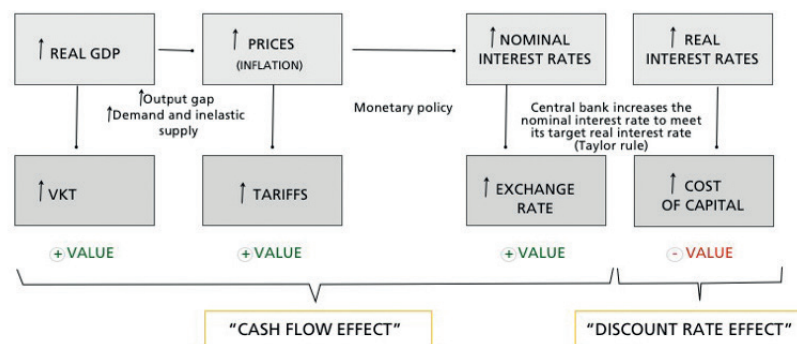 ↑ REAL GDP
↑ PRICES
(INFLATION)
↑ NOMINAL
INTEREST RATES
↑ REAL
INTEREST RATES
↑Output gap
↑Demand and inelastic
supply
Monetary policy
Central bank increases the
nominal interest rate to meet
its target real interest rate
(Taylor rule)
↑ VKT
↑ TARIFFS
↑ EXCHANGE
RATE
↑ COST
OF CAPITAL
+ VALUE
+ VALUE
+ VALUE
- VALUE
“CASH FLOW EFFECT”
“DISCOUNT RATE EFFECT”